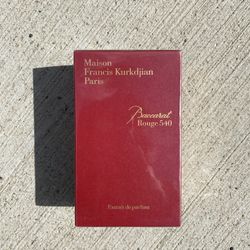 Maison
Francis Kurkdjian
Paris
Baccarat
Rouge 540
Extrait de parfum